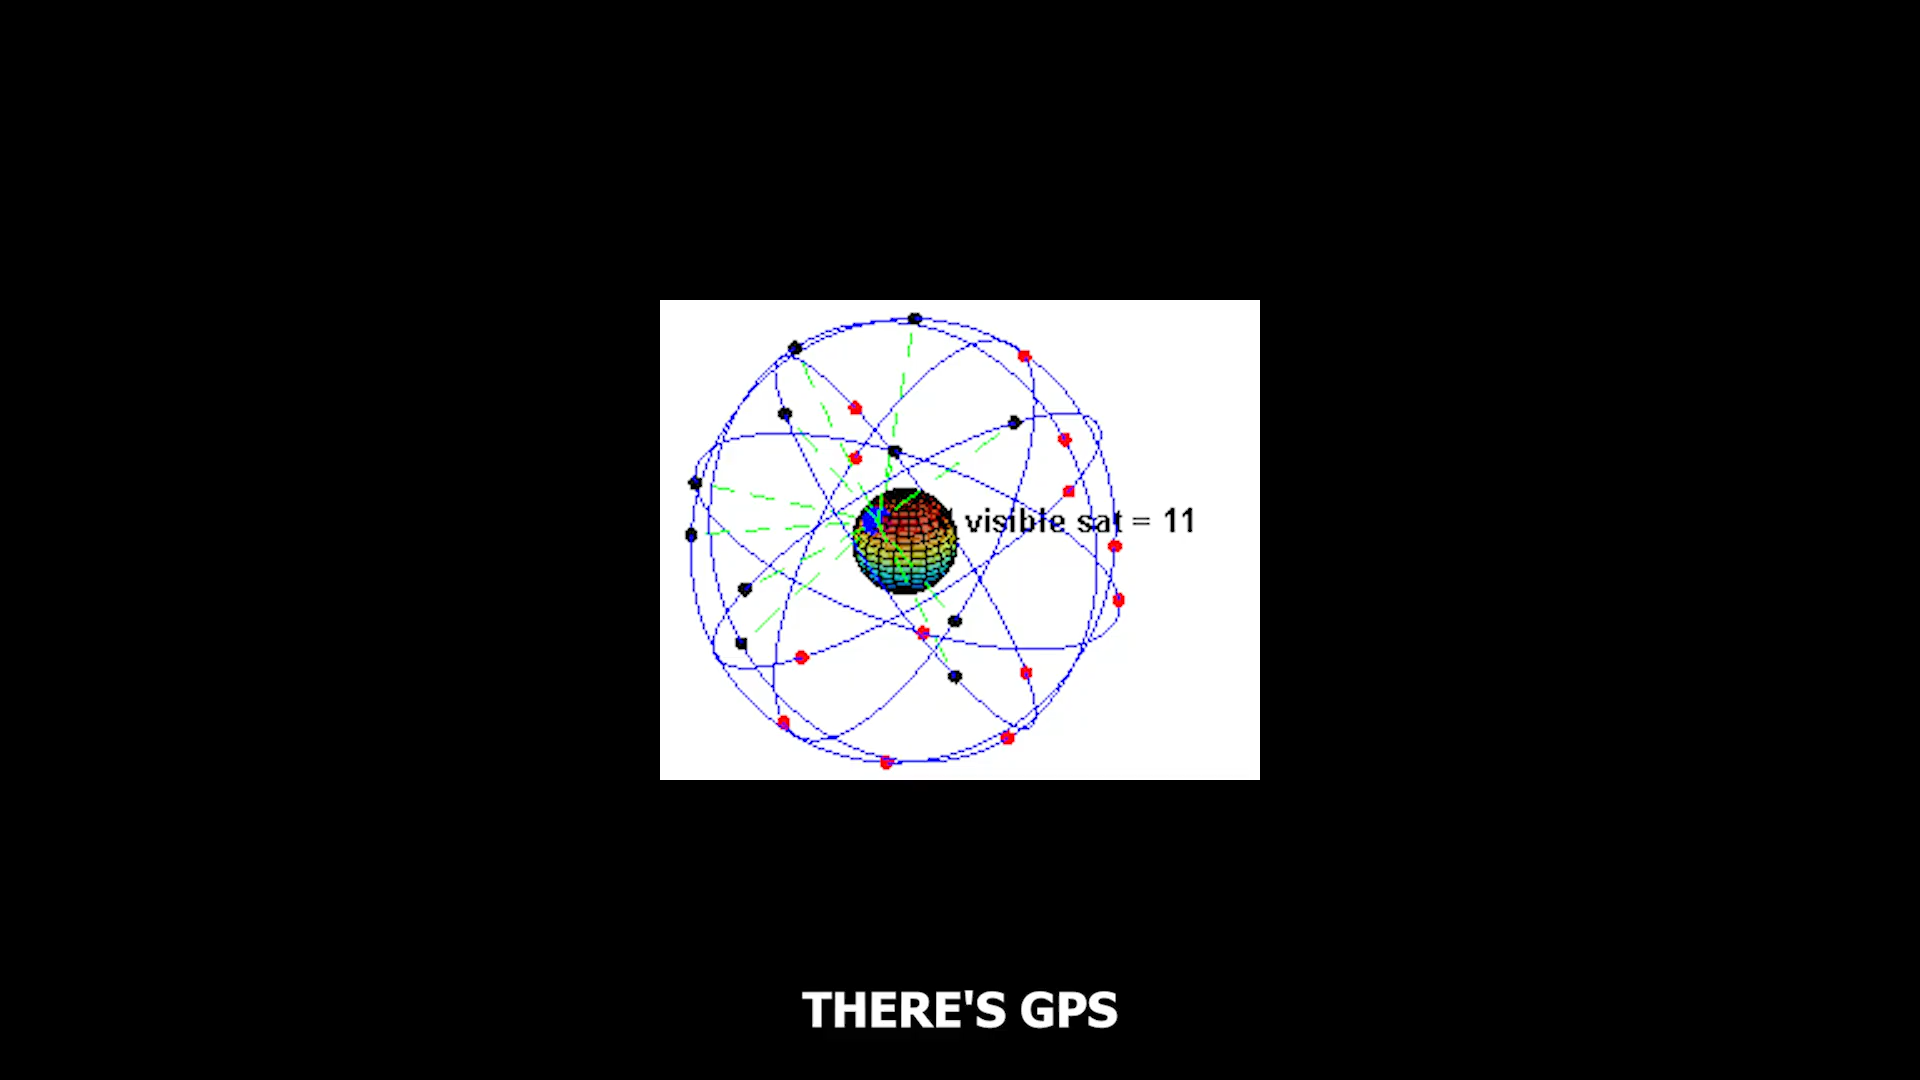 visible sat = 11
THERE'S GPS